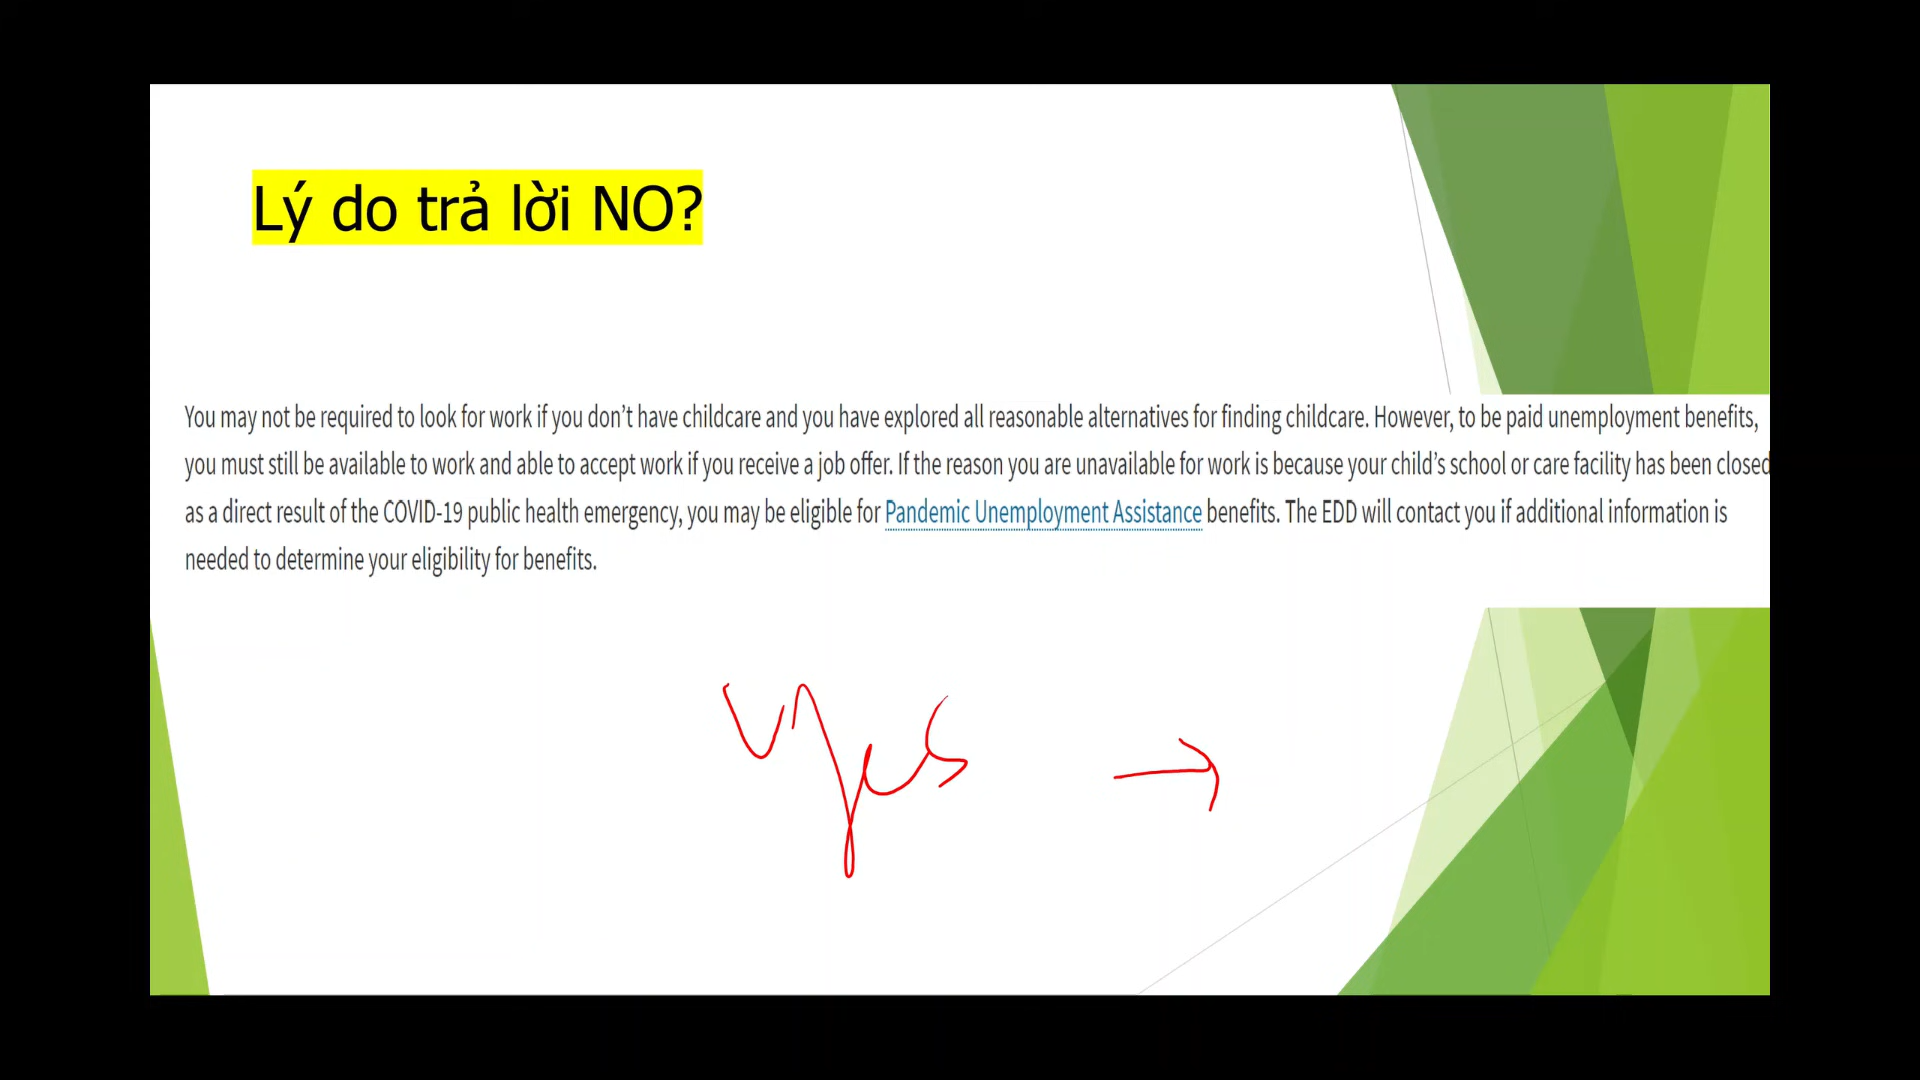 Lý do trả lời NO?
You may not be required to look for work if you don’t have childcare and you have explored all reasonable alternatives for finding childcare. However, to be paid unemployment benefits,
you must still be available to work and able to accept work if you receive a job offer. If the reason you are unavailable for work is because your child’s school or care facility has been closed
as a direct result of the COVID-19 public health emergency, you may be eligible for Pandemic Unemployment Assistance benefits. The EDD will contact you if additional information is
needed to determine your eligibility for benefits.
yes →